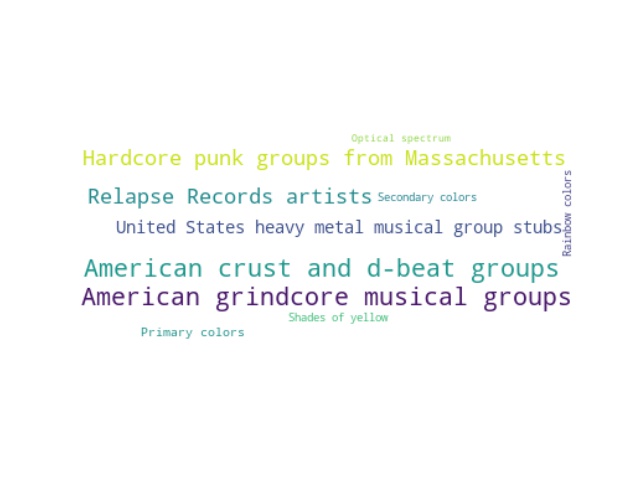 Optical spectrum
Hardcore punk groups from Massachusetts
Relapse Records artists
Secondary colors
Rainbow colors
United States heavy metal musical group stubs
American crust and d-beat groups
American grindcore musical groups
Shades of yellow
Primary colors